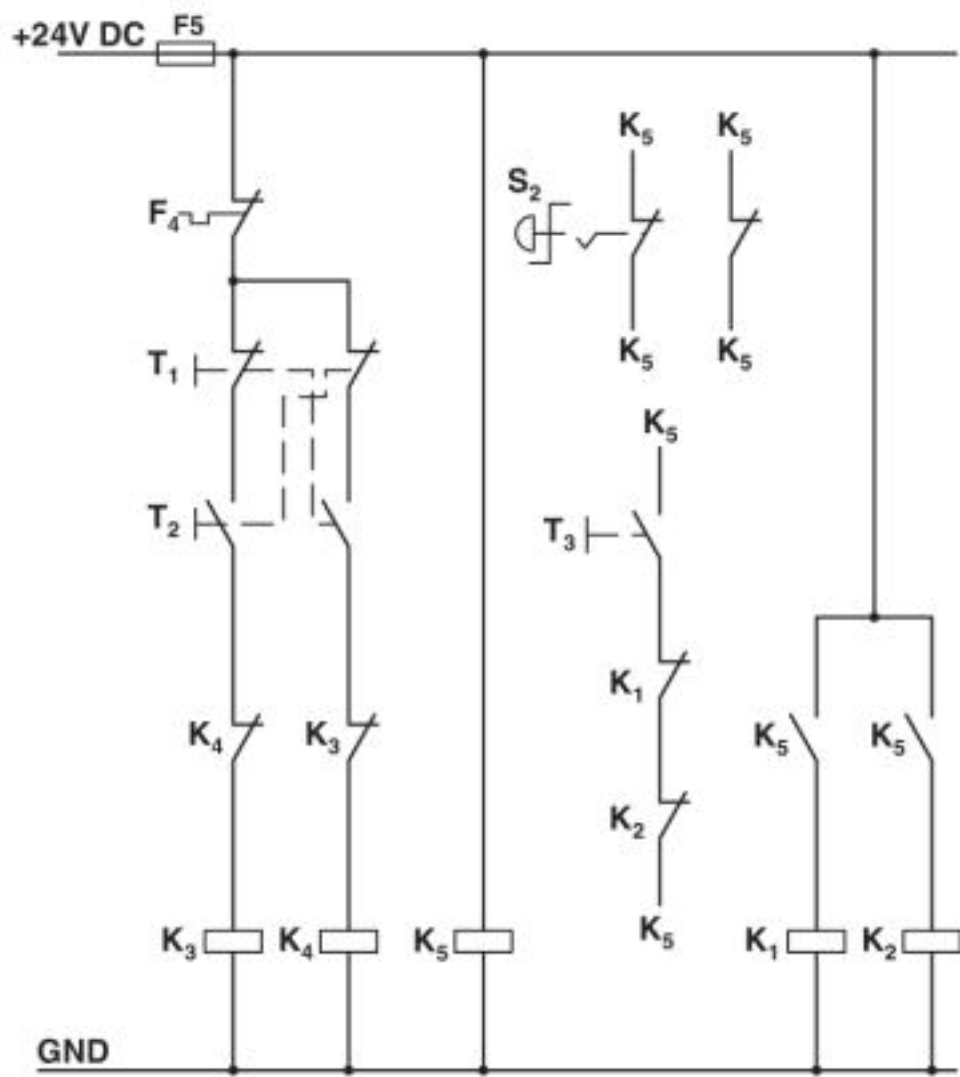 +24V DC F5
K₅ K₅
S₂
F₄
K₅ K₅
T₁
K₅
T₂
T₃
K₁
K₄ K₃
K₅ K₅
K₂
K₅
K₃ K₄ K₅ K₁ K₂
GND